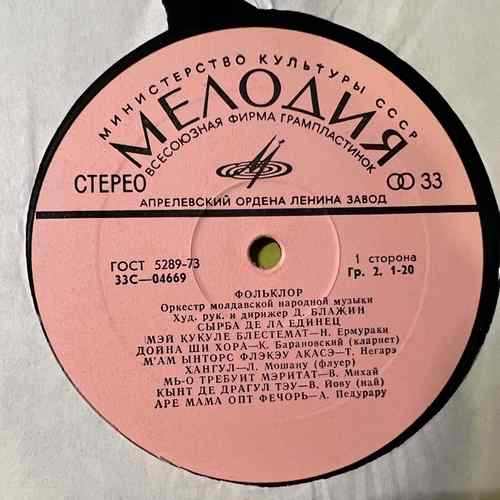 МИНИСТЕРСТВО КУЛЬТУРЫ СССР
МЕЛОДИЯ
ВСЕСОЮЗНАЯ ФИРМА ГРАМПЛАСТИНОК
СТЕРЕО
33
АПРЕЛЕВСКИЙ ОРДЕНА ЛЕНИНА ЗАВОД
ГОСТ 5289-73
33С—04669
1 сторона
Гр. 2. 1-20
ФОЛЬКЛОР
Оркестр молдавской народной музыки
Худ. рук. и дирижер Д. БЛАЖИН
СЫРБА ДЕ ЛА ЕДИНЕЦ
МЭЙ КУКУЛЕ БЛЕСТЕМАТ—Н. Ермураки
ДОЙНА ШИ ХОРА—К. Барановский (кларнет)
М'АМ ЫНТОРС ФЛЭКЭУ АКАСЭ—Т. Негарэ
ХАНГУЛ—Л. Мошану (флуер)
МЬ-О ТРЕБУИТ МЭРИТАТ—В. Михай
КЫНТ ДЕ ДРАГУЛ ТЭУ—В. Йову (най)
АРЕ МАМА ОПТ ФЕЧОРЬ—А. Педурару